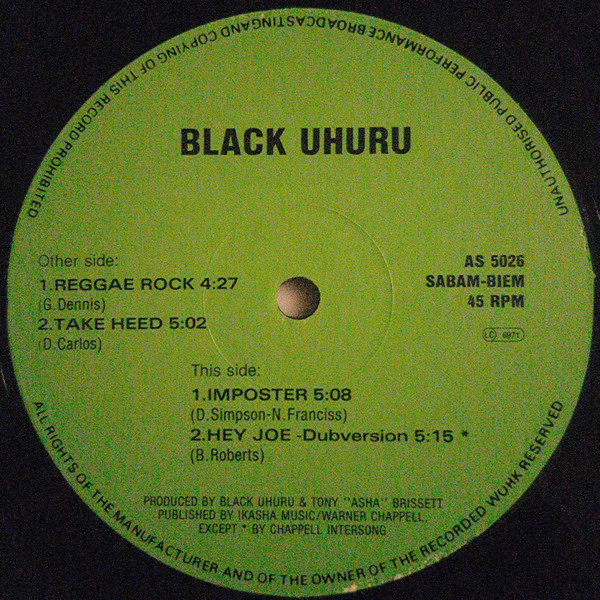 UNAUTHORISED PUBLIC PERFORMANCE BROADCASTING AND COPYING OF THIS RECORD PROHIBITED
BLACK UHURU
Other side:
1.REGGAE ROCK 4:27
(G.Dennis)
2.TAKE HEED 5:02
(D.Carlos)
AS 5026
SABAM-BIEM
45 RPM
LC 6971
This side:
1.IMPOSTER 5:08
(D.Simpson-N.Franciss)
2.HEY JOE -Dubversion 5:15 *
(B.Roberts)
PRODUCED BY BLACK UHURU & TONY "ASHA" BRISSETT
PUBLISHED BY IKASHA MUSIC/WARNER CHAPPELL.
EXCEPT * BY CHAPPELL INTERSONG
ALL RIGHTS OF THE MANUFACTURER AND OF THE OWNER OF THE RECORDED WUHK RESERVED